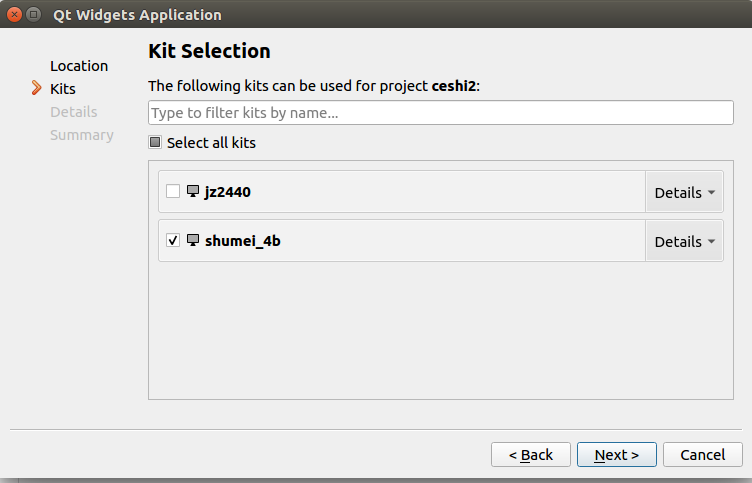 Qt Widgets Application
Location
Kits
Details
Summary
Kit Selection
The following kits can be used for project ceshi2:
Type to filter kits by name...
Select all kits
jz2440
Details
shumei_4b
Details
< Back
Next >
Cancel